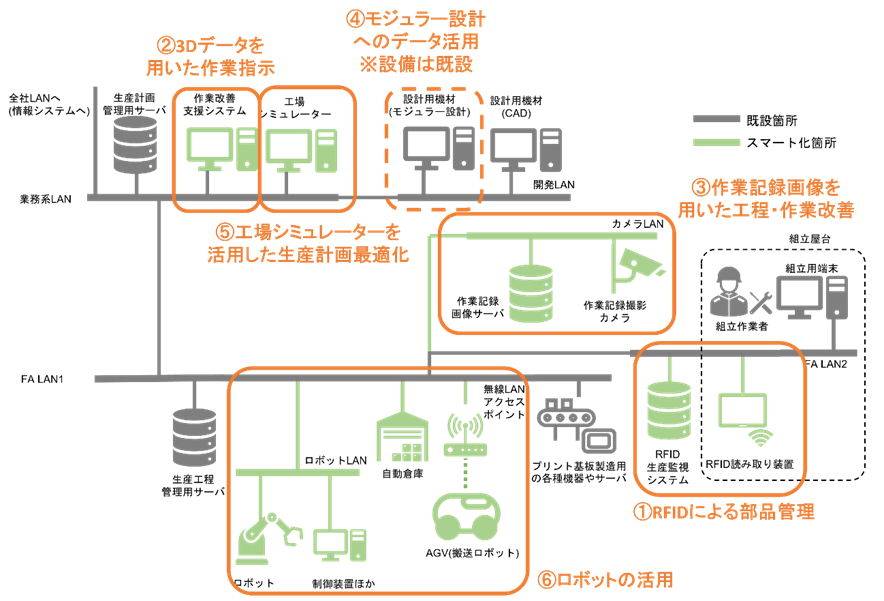 ④モジュラー設計
へのデータ活用
※設備は既設
②3Dデータを
用いた作業指示
全社LANへ
(情報システムへ)
生産計画
管理用サーバ
作業改善
支援システム
工場
シミュレーター
設計用機材
(モジュラー設計)
設計用機材
(CAD)
既設箇所
スマート化箇所
業務系LAN
開発LAN
③作業記録画像を
用いた工程・作業改善
⑤工場シミュレーターを
活用した生産計画最適化
カメラLAN
作業記録
画像サーバ
作業記録撮影
カメラ
組立屋台
組立用端末
組立作業者
FA LAN1
FA LAN2
無線LAN
アクセス
ポイント
生産工程
管理用サーバ
ロボットLAN
自動倉庫
プリント基板製造用
の各種機器やサーバ
RFID
生産監視
システム
RFID読み取り装置
①RFIDによる部品管理
AGV(搬送ロボット)
ロボット
制御装置ほか
⑥ロボットの活用